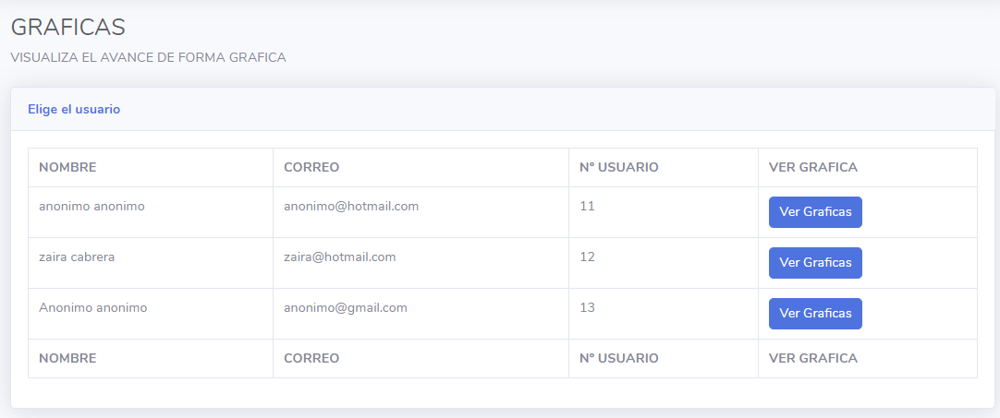 GRAFICAS
VISUALIZA EL AVANCE DE FORMA GRAFICA
Elige el usuario
NOMBRE CORREO Nº USUARIO VER GRAFICA
anonimo anonimo anonimo@hotmail.com 11 Ver Graficas
zaira cabrera zaira@hotmail.com 12 Ver Graficas
Anonimo anonimo anonimo@gmail.com 13 Ver Graficas
NOMBRE CORREO Nº USUARIO VER GRAFICA